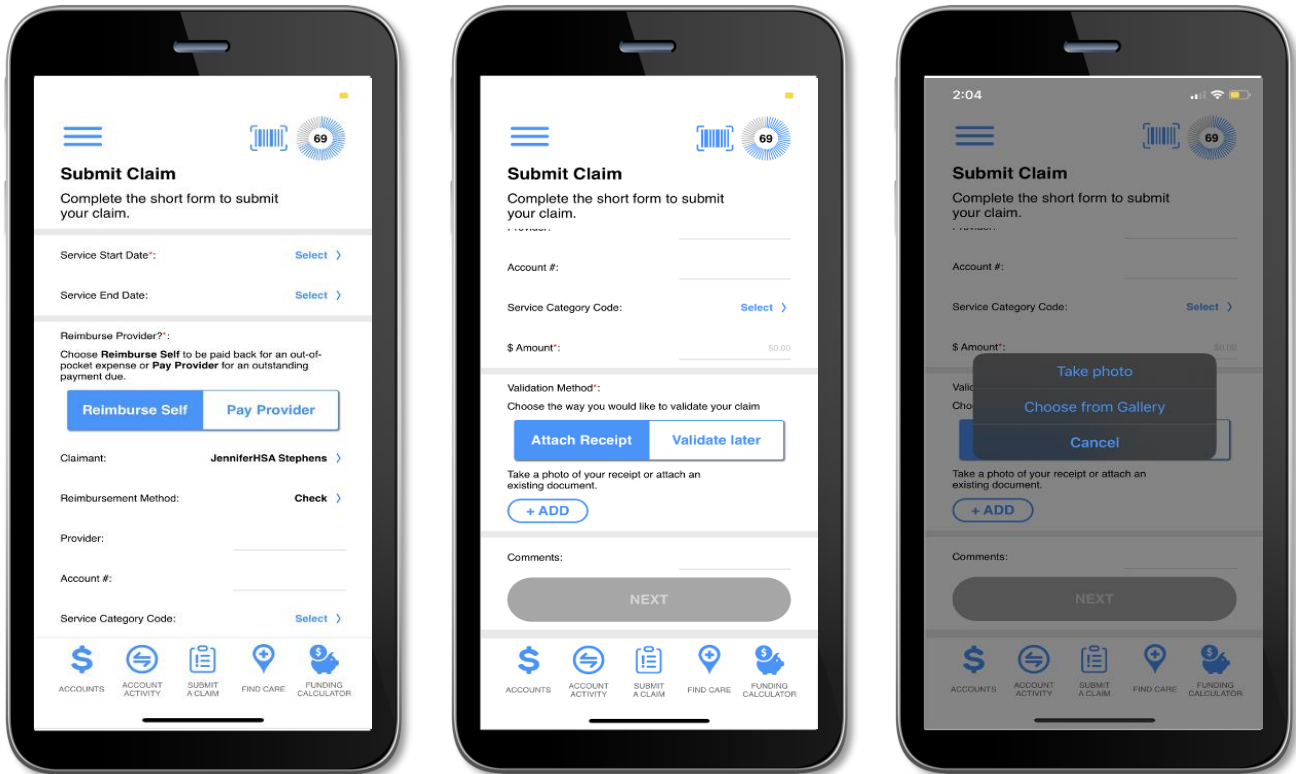 69
Submit Claim
Complete the short form to submit
your claim.
Service Start Date*:
Select >
Service End Date:
Select >
Reimburse Provider?*:
Choose Reimburse Self to be paid back for an out-of-
pocket expense or Pay Provider for an outstanding
payment due.
Reimburse Self
Pay Provider
Claimant:
JenniferHSA Stephens >
Reimbursement Method:
Check >
Provider:
Account #:
Service Category Code:
Select >
ACCOUNTS
ACCOUNT
ACTIVITY
SUBMIT
A CLAIM
FIND CARE
FUNDING
CALCULATOR
69
Submit Claim
Complete the short form to submit
your claim.
Account #:
Service Category Code:
Select >
$ Amount*:
$0.00
Validation Method*:
Choose the way you would like to validate your claim
Attach Receipt
Validate later
Take a photo of your receipt or attach an
existing document.
+ ADD
Comments:
NEXT
ACCOUNTS
ACCOUNT
ACTIVITY
SUBMIT
A CLAIM
FIND CARE
FUNDING
CALCULATOR
2:04
69
Submit Claim
Complete the short form to submit
your claim.
Account #:
Service Category Code:
Select >
$ Amount*:
$0.00
Take photo
Choose from Gallery
Cancel
Take a photo of your receipt or attach an
existing document.
+ ADD
Comments:
NEXT
ACCOUNTS
ACCOUNT
ACTIVITY
SUBMIT
A CLAIM
FIND CARE
FUNDING
CALCULATOR